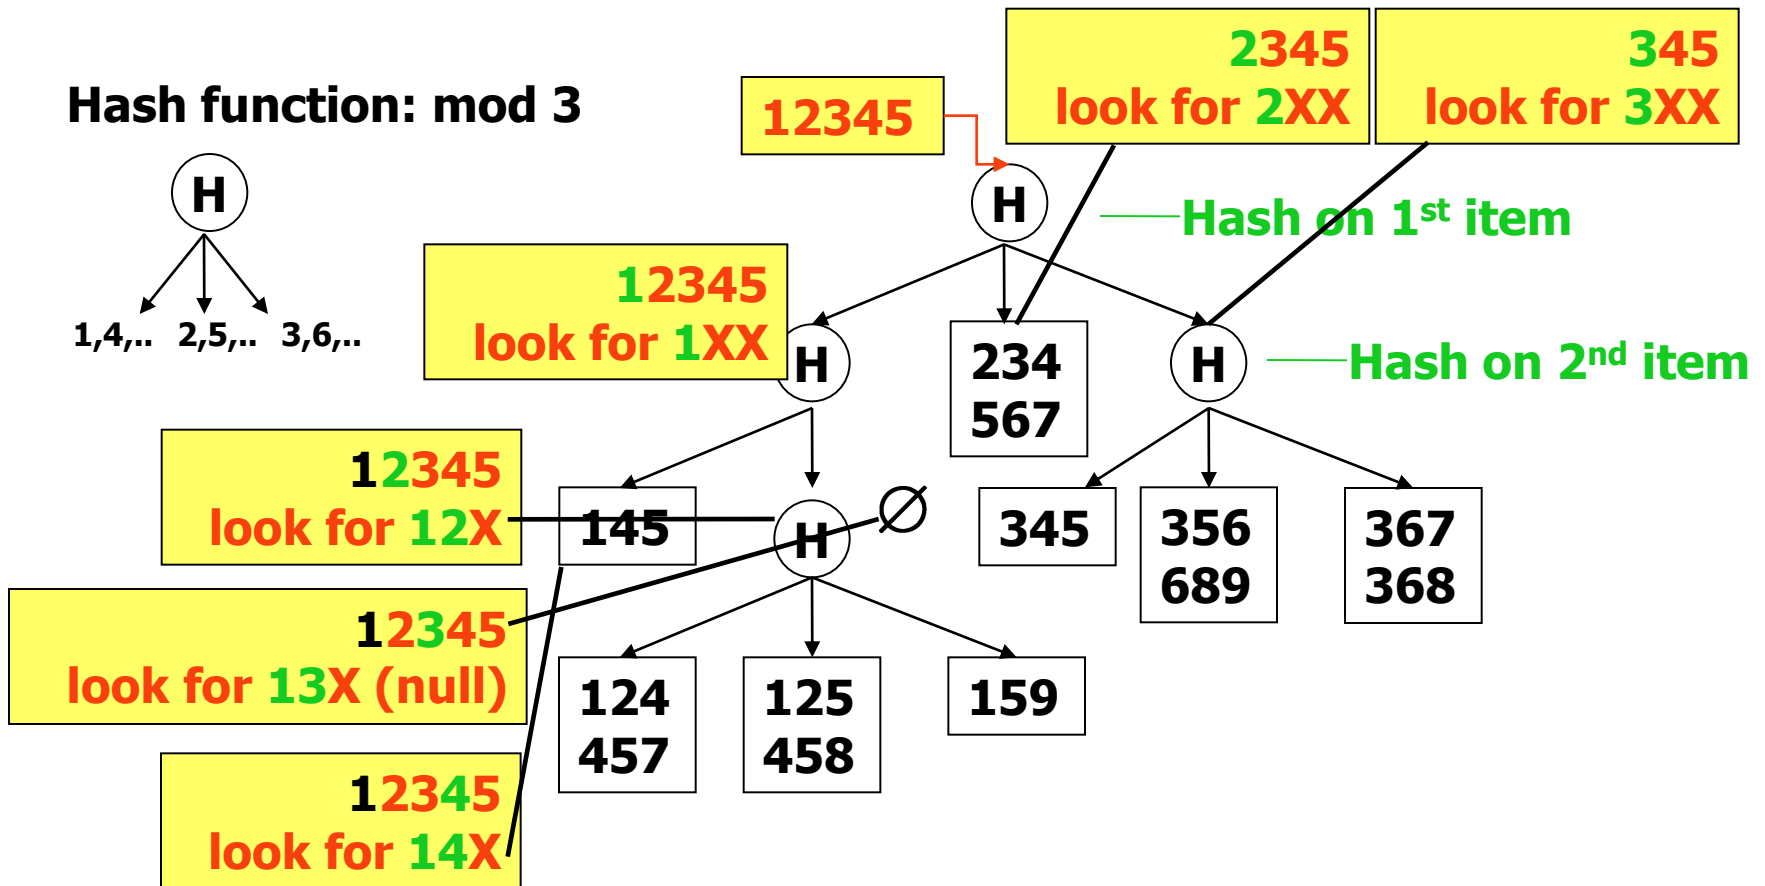 Hash function: mod 3
H
1,4,..
2,5,..
3,6,..
12345
2345
look for 2XX
345
look for 3XX
H
Hash on 1st item
12345
look for 1XX
H
234
567
H
Hash on 2nd item
12345
look for 12X
145
H
∅
345
356
689
367
368
12345
look for 13X (null)
124
457
125
458
159
12345
look for 14X